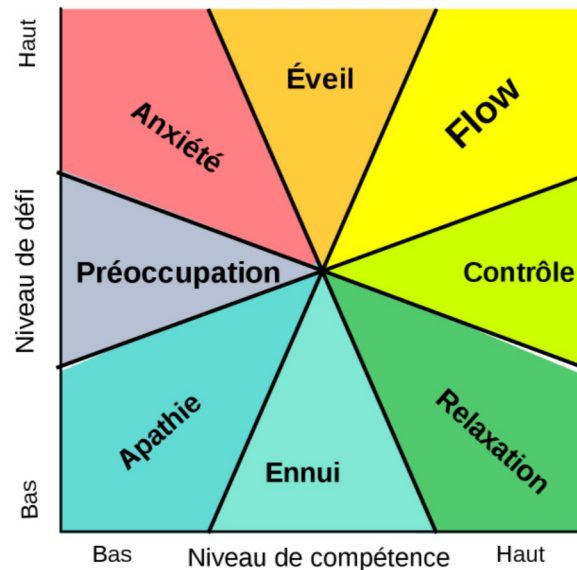 Haut
Éveil
Flow
Anxiété
Niveau de défi
Préoccupation
Contrôle
Apathie
Ennui
Relaxation
Bas
Bas
Niveau de compétence
Haut